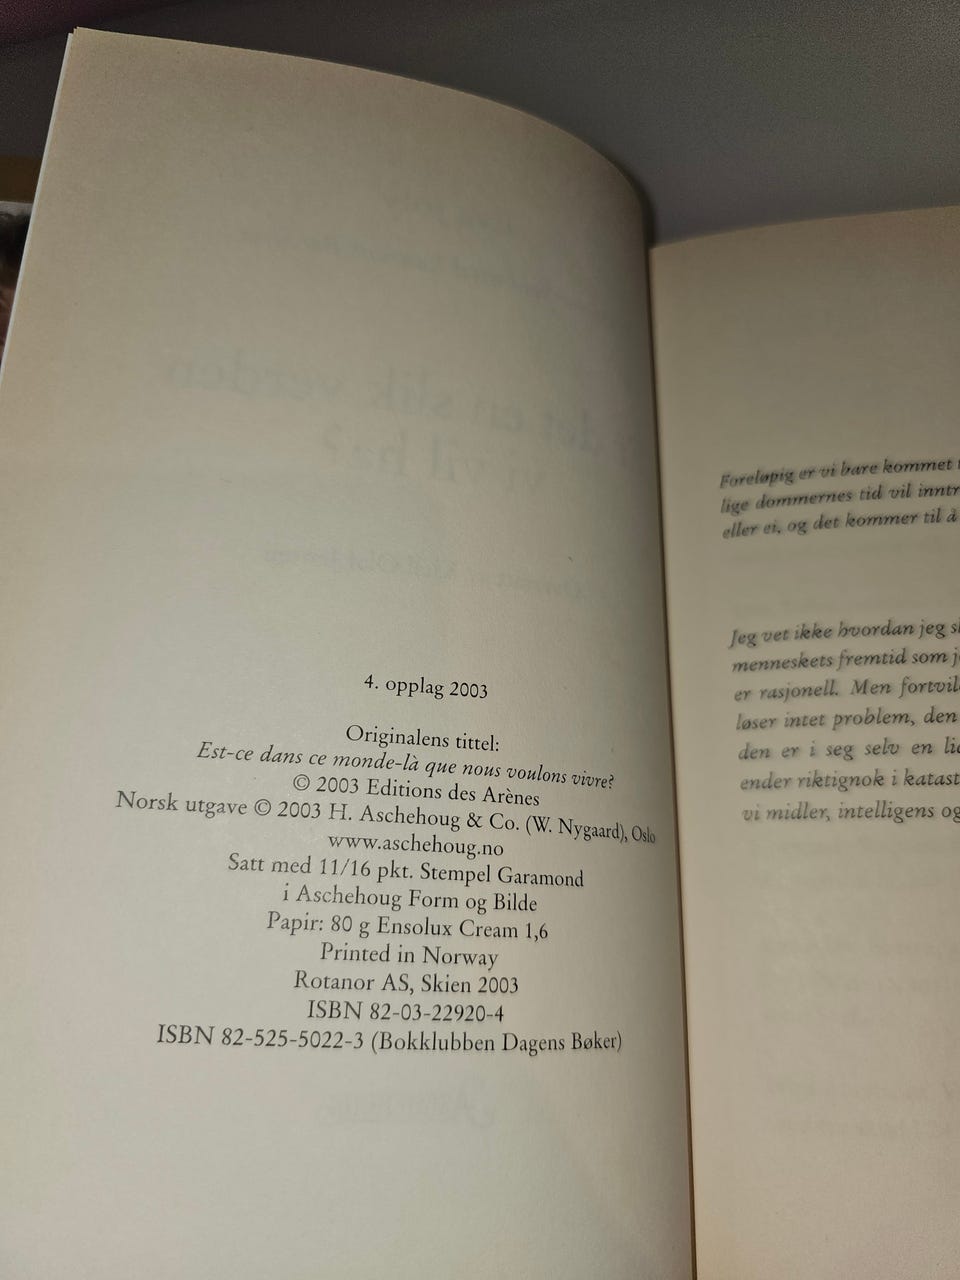 4. opplag 2003
Originalens tittel:
Est-ce dans ce monde-là que nous voulons vivre?
© 2003 Editions des Arènes
Norsk utgave © 2003 H. Aschehoug & Co. (W. Nygaard), Oslo
www.aschehoug.no
Satt med 11/16 pkt. Stempel Garamond
i Aschehoug Form og Bilde
Papir: 80 g Ensolux Cream 1,6
Printed in Norway
Rotanor AS, Skien 2003
ISBN 82-03-22920-4
ISBN 82-525-5022-3 (Bokklubben Dagens Bøker)
Foreløpig er vi bare kommet
lige dommernes tid vil
eller ei, og det kommer til å
Jeg vet ikke hvordan jeg
menneskets fremtid som
er rasjonell. Men
løser intet problem, den
den er i seg selv en
ender riktignok i
vi midler, intelligens